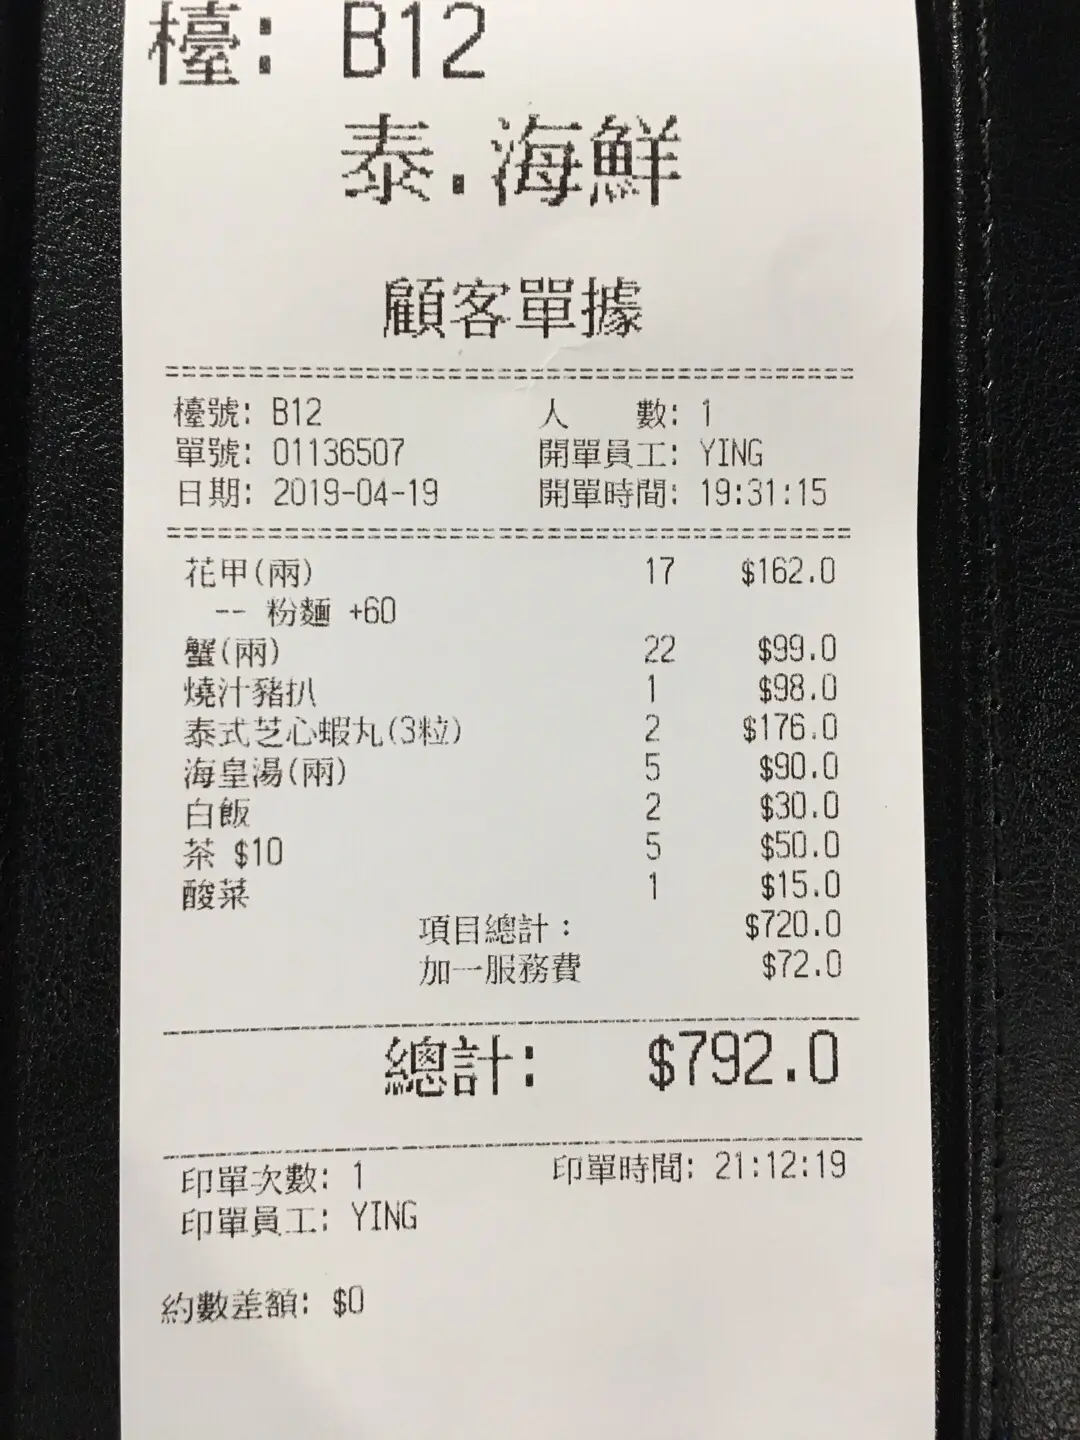 檯: B12
泰.海鮮
顧客單據
檯號: B12 人 數: 1
單號: 01136507 開單員工: YING
日期: 2019-04-19 開單時間: 19:31:15
花甲(兩) 17 $162.0
-- 粉麵 +60
蟹(兩) 22 $99.0
燒汁豬扒 1 $98.0
泰式芝心蝦丸(3粒) 2 $176.0
海皇湯(兩) 5 $90.0
白飯 2 $30.0
茶 $10 5 $50.0
酸菜 1 $15.0
項目總計: $720.0
加一服務費 $72.0
總計: $792.0
印單次數: 1 印單時間: 21:12:19
印單員工: YING
約數差額: $0